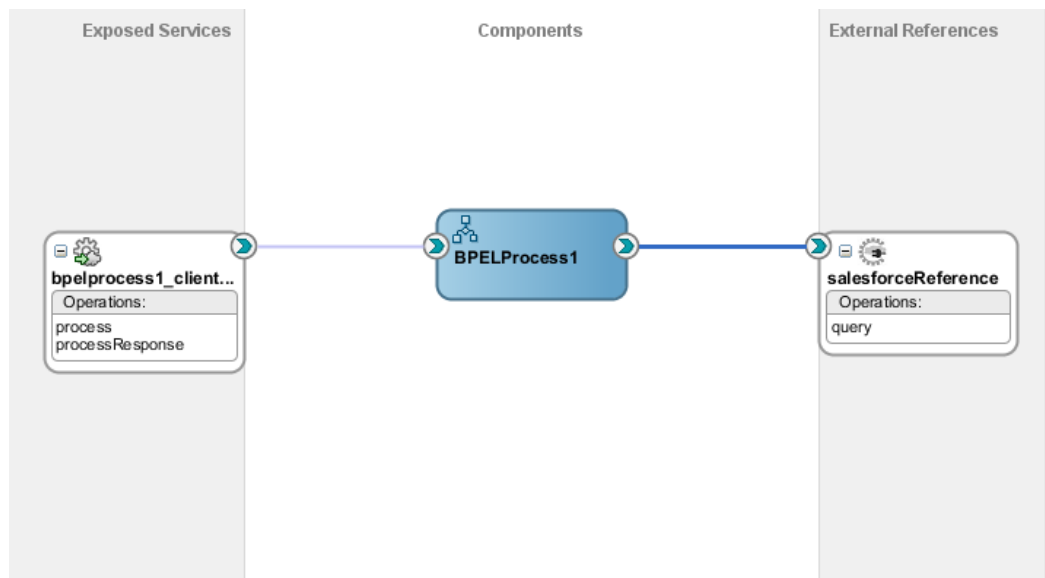 Exposed Services
Components
External References
bpelprocess1_client...
Operations:
process
processResponse
BPELProcess1
salesforceReference
Operations:
query